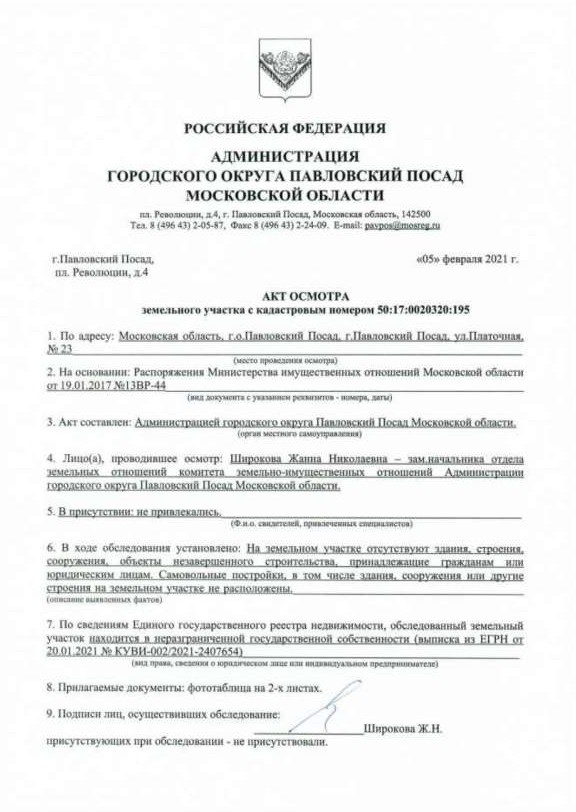 РОССИЙСКАЯ ФЕДЕРАЦИЯ
АДМИНИСТРАЦИЯ
ГОРОДСКОГО ОКРУГА ПАВЛОВСКИЙ ПОСАД
МОСКОВСКОЙ ОБЛАСТИ
пл. Революции, д.4, г. Павловский Посад, Московская область, 142500
Тел. 8 (496 43) 2-05-87, Факс 8 (496 43) 2-24-09. E-mail: pavpos@mosreg.ru
г.Павловский Посад,
«05» февраля 2021 г.
пл. Революции, д.4
АКТ ОСМОТРА
земельного участка с кадастровым номером 50:17:0020320:195
1. По адресу: Московская область, г.о.Павловский Посад, г.Павловский Посад, ул.Платочная,
№ 23
(место проведения осмотра)
2. На основании: Распоряжения Министерства имущественных отношений Московской области
от 19.01.2017 №13ВР-44
(вид документа с указанием реквизитов - номера, даты)
3. Акт составлен: Администрацией городского округа Павловский Посад Московской области.
(орган местного самоуправления)
4. Лицо(а), проводившее осмотр: Широкова Жанна Николаевна – зам.начальника отдела
земельных отношений комитета земельно-имущественных отношений Администрации
городского округа Павловский Посад Московской области.
5. В присутствии: не привлекались.
(Ф.и.о. свидетелей, привлеченных специалистов)
6. В ходе обследования установлено: На земельном участке отсутствуют здания, строения,
сооружения, объекты незавершенного строительства, принадлежащие гражданам или
юридическим лицам. Самовольные постройки, в том числе здания, сооружения или другие
строения на земельном участке не расположены.
(описание выявленных фактов)
7. По сведениям Единого государственного реестра недвижимости, обследованный земельный
участок находится в неразграниченной государственной собственности (выписка из ЕГРН от
20.01.2021 № КУВИ-002/2021-2407654)
(вид права, сведения о юридическом лице или индивидуальном предпринимателе)
8. Прилагаемые документы: фототаблица на 2-х листах.
9. Подписи лиц, осуществивших обследование:
Широкова Ж.Н.
присутствующих при обследовании - не присутствовали.